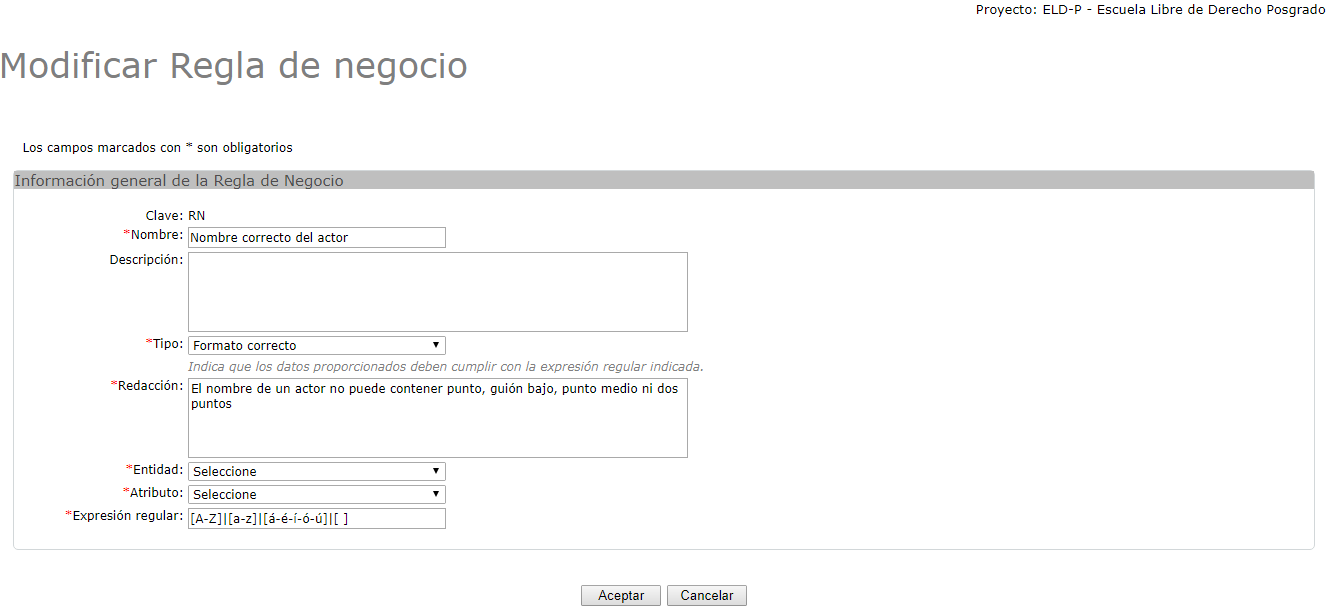 Proyecto: ELD-P - Escuela Libre de Derecho Posgrado
Modificar Regla de negocio
Los campos marcados con * son obligatorios
Información general de la Regla de Negocio
Clave: RN
*Nombre: Nombre correcto del actor
Descripción:
*Tipo: Formato correcto
Indica que los datos proporcionados deben cumplir con la expresión regular indicada.
*Redacción: El nombre de un actor no puede contener punto, guión bajo, punto medio ni dos
puntos
*Entidad: Seleccione
*Atributo: Seleccione
*Expresión regular: [A-Z]|[a-z]|[á-é-í-ó-ú]|[ ]
Aceptar Cancelar